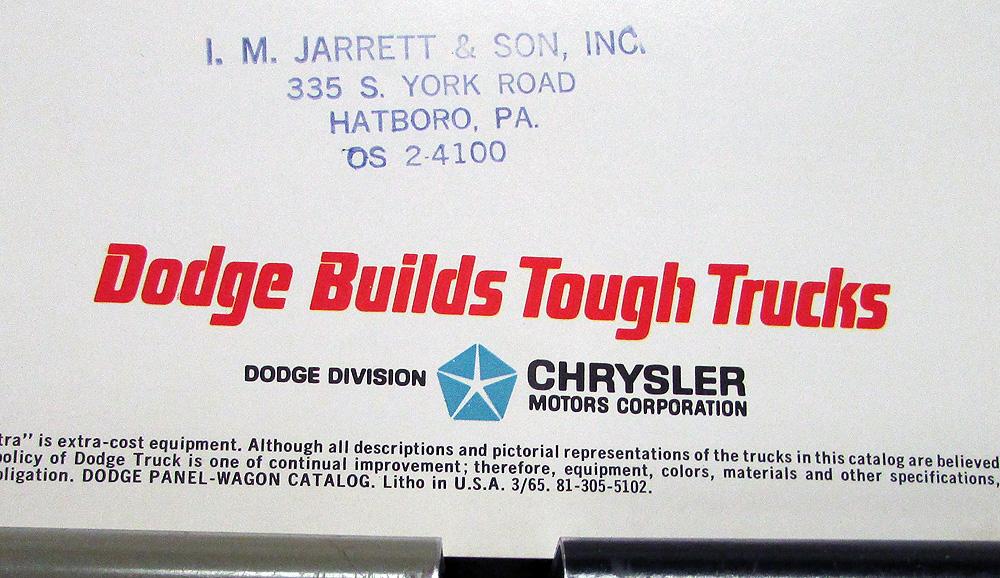 I. M. JARRETT & SON, INC.
335 S. YORK ROAD
HATBORO, PA.
OS 2-4100
Dodge Builds Tough Trucks
DODGE DIVISION
CHRYSLER
MOTORS CORPORATION
tra" is extra-cost equipment. Although all descriptions and pictorial representations of the trucks in this catalog are believed
policy of Dodge Truck is one of continual improvement; therefore, equipment, colors, materials and other specifications,
bligation. DODGE PANEL-WAGON CATALOG. Litho in U.S.A. 3/65. 81-305-5102.